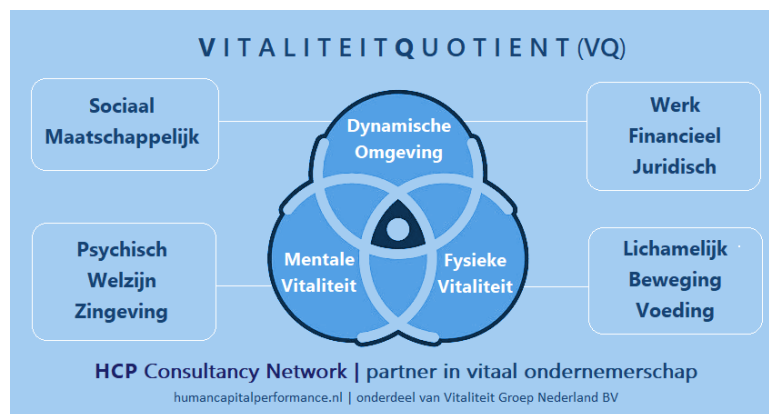 VITALITEITQUOTIENT (VQ)
Sociaal
Maatschappelijk
Werk
Financieel
Juridisch
Dynamische
Omgeving
Psychisch
Welzijn
Zingeving
Mentale
Vitaliteit
Fysieke
Vitaliteit
Lichamelijk
Beweging
Voeding
HCP Consultancy Network | partner in vitaal ondernemerschap
humancapitalperformance.nl | onderdeel van Vitaliteit Groep Nederland BV